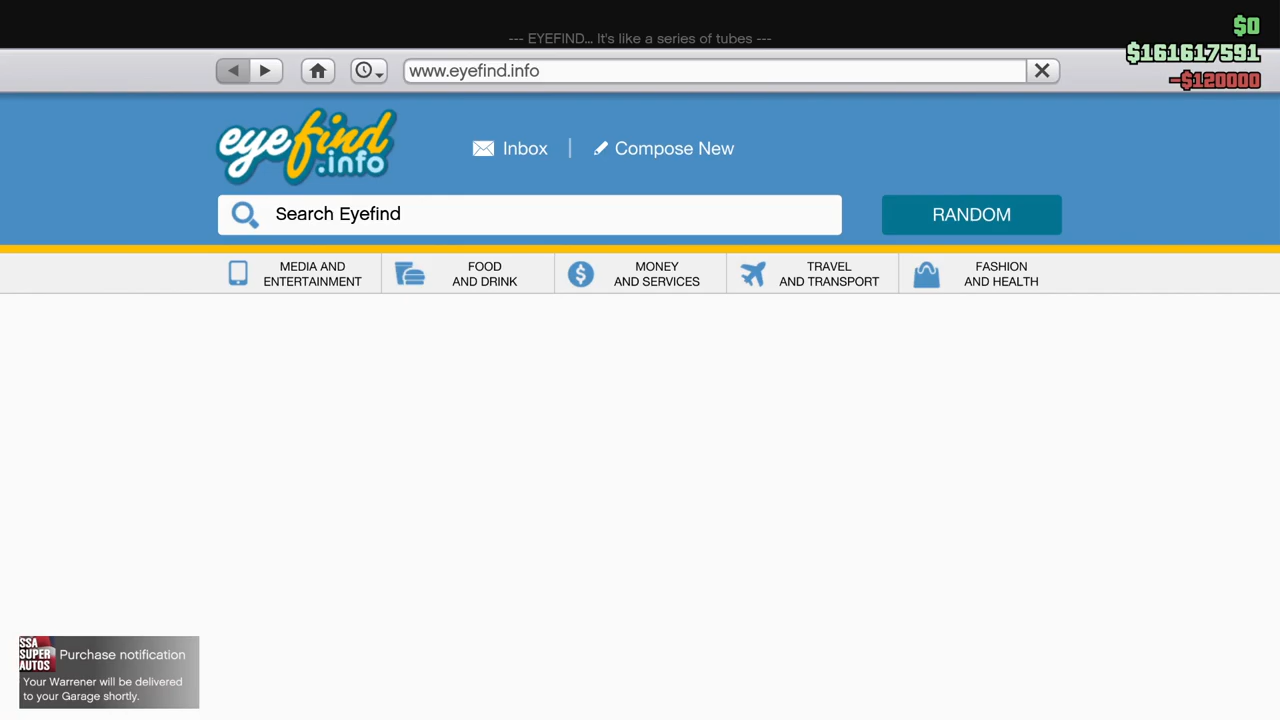 $0
--- EYEFIND... It's like a series of tubes ---
$161617591
www.eyefind.info
-$120000
eyefind
.info
Inbox
Compose New
Search Eyefind
RANDOM
MEDIA AND
ENTERTAINMENT
FOOD
AND DRINK
MONEY
AND SERVICES
TRAVEL
AND TRANSPORT
FASHION
AND HEALTH
SSA
SUPER
AUTOS
Purchase notification
Your Warrener will be delivered
to your Garage shortly.